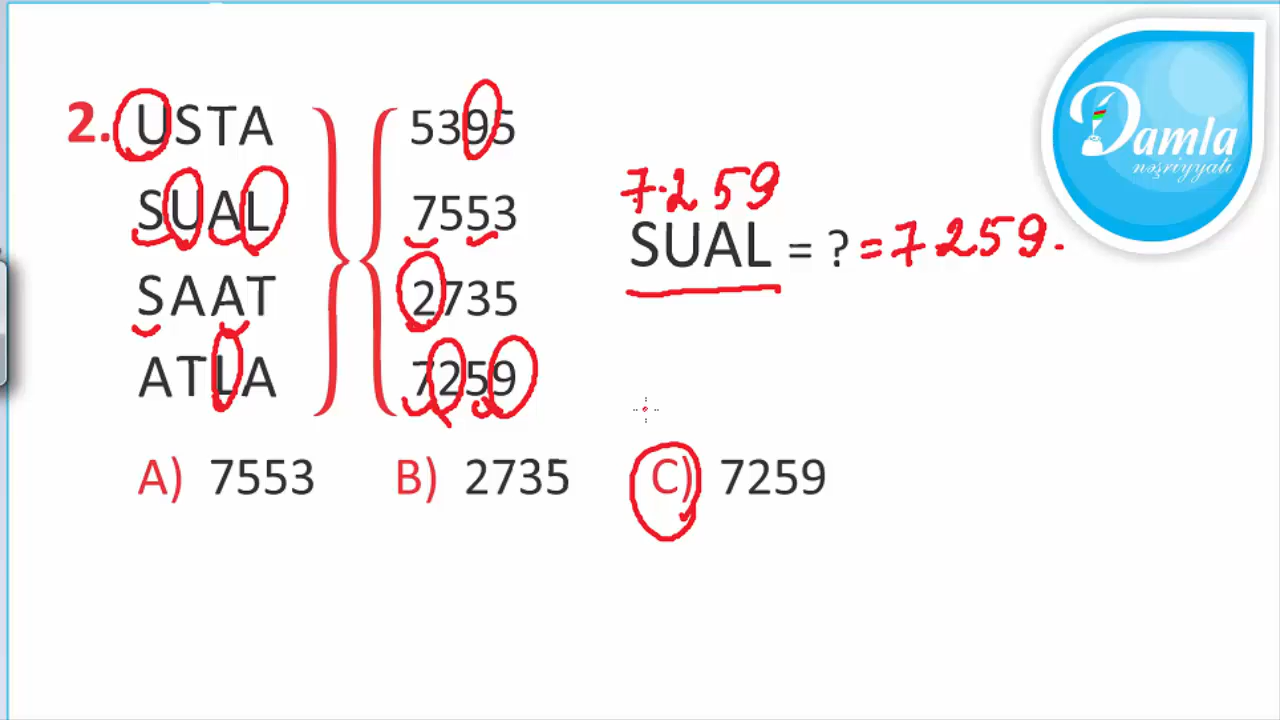 2. USTA 5395
SUAL 7553
SAAT 2735
ATLA 7259
7259
SUAL = ? = 7259.
A) 7553 B) 2735 C) 7259
Damla
nəşriyyatı